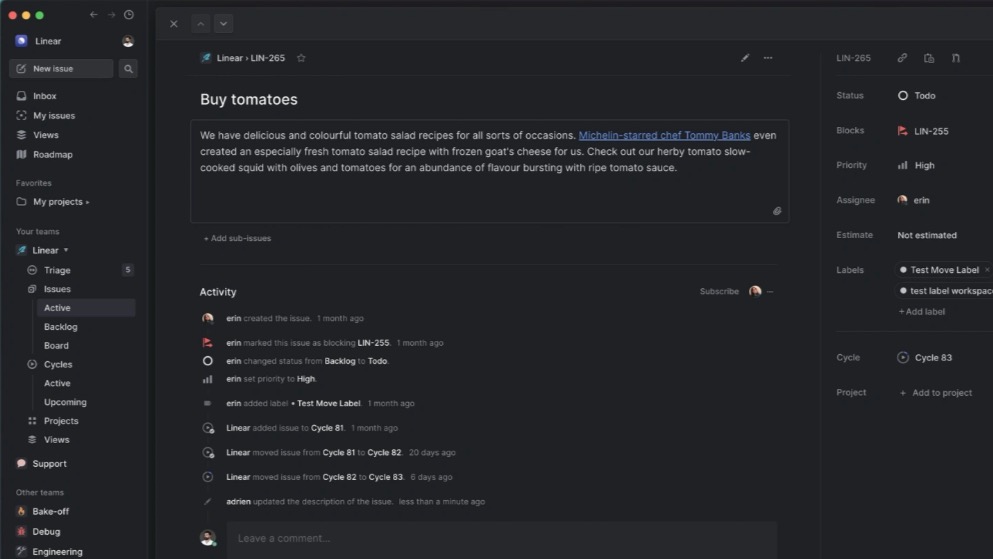 Linear
New issue
Inbox
My issues
Views
Roadmap
Favorites
My projects
Your teams
Linear
Triage
5
Issues
Active
Backlog
Board
Cycles
Active
Upcoming
Projects
Views
Support
Other teams
Bake-off
Debug
Engineering
Linear › LIN-265
Buy tomatoes
We have delicious and colourful tomato salad recipes for all sorts of occasions. Michelin-starred chef Tommy Banks even
created an especially fresh tomato salad recipe with frozen goat's cheese for us. Check out our herby tomato slow-
cooked squid with olives and tomatoes for an abundance of flavour bursting with ripe tomato sauce.
+ Add sub-issues
Activity
Subscribe
erin created the issue. 1 month ago
erin marked this issue as blocking LIN-255. 1 month ago
erin changed status from Backlog to Todo.
erin set priority to High.
erin added label • Test Move Label. 1 month ago
Linear added issue to Cycle 81. 1 month ago
Linear moved issue from Cycle 81 to Cycle 82. 20 days ago
Linear moved issue from Cycle 82 to Cycle 83. 6 days ago
adrien updated the description of the issue. less than a minute ago
Leave a comment...
LIN-265
Status Todo
Blocks LIN-255
Priority High
Assignee erin
Estimate Not estimated
Labels Test Move Label ×
test label workspace
+ Add label
Cycle Cycle 83
Project + Add to project